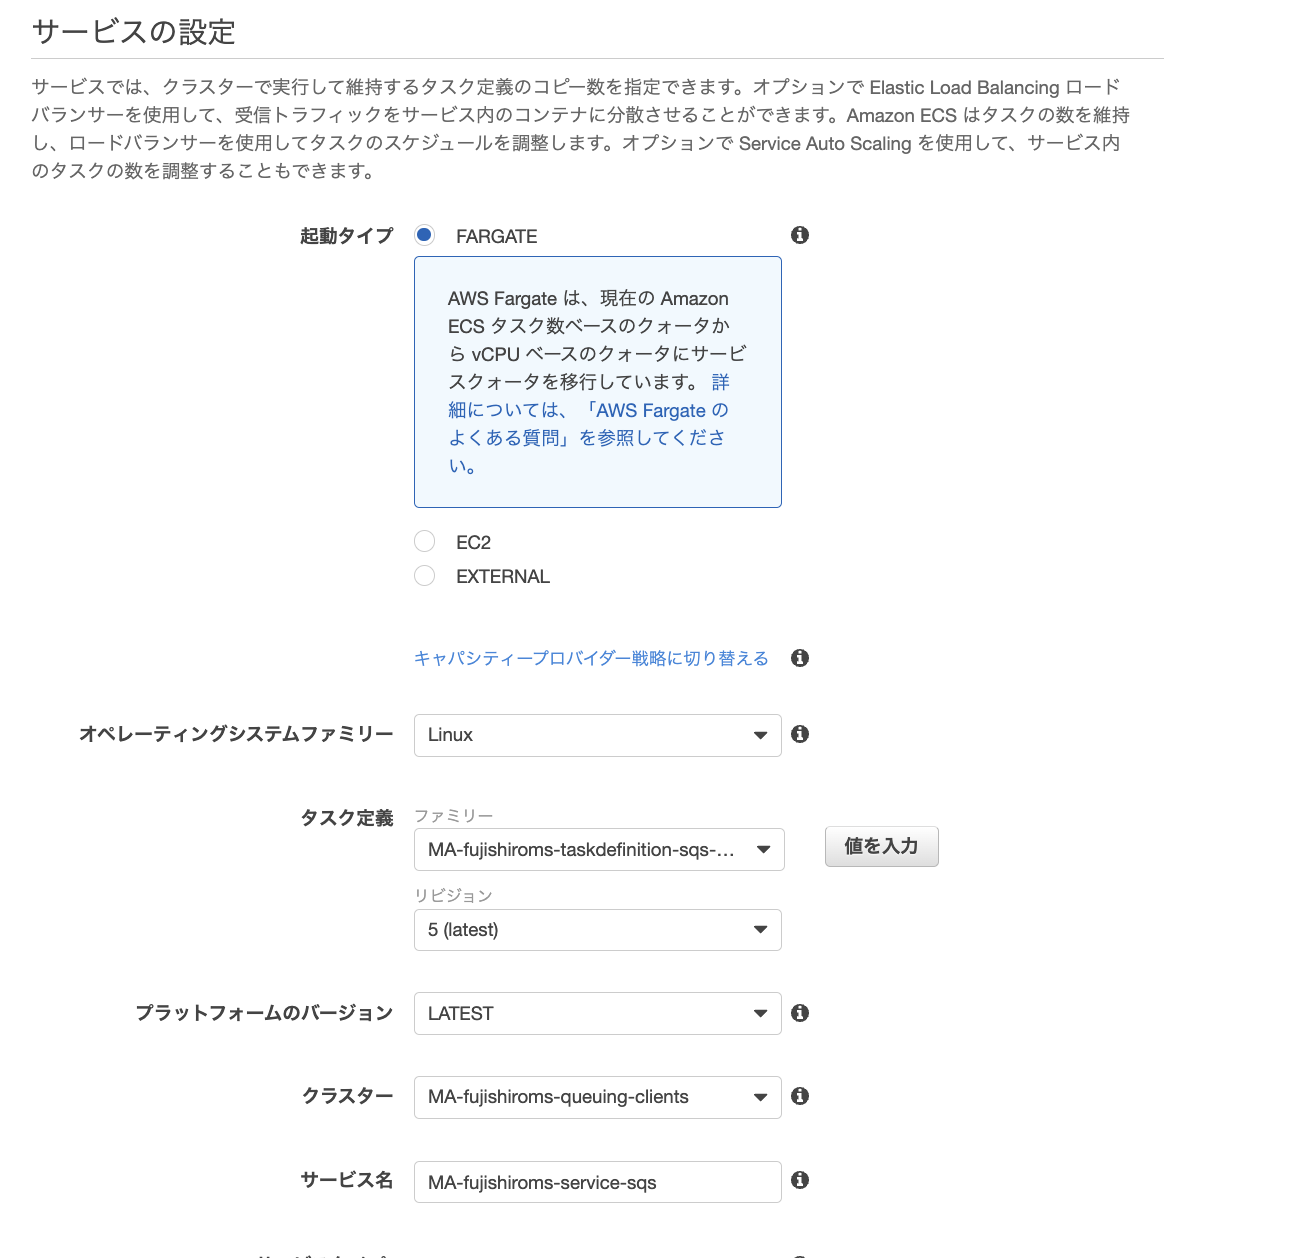 サービスの設定
サービスでは、クラスターで実行して維持するタスク定義のコピー数を指定できます。オプションで Elastic Load Balancing ロード
バランサーを使用して、受信トラフィックをサービス内のコンテナに分散させることができます。Amazon ECS はタスクの数を維持
し、ロードバランサーを使用してタスクのスケジュールを調整します。オプションで Service Auto Scaling を使用して、サービス内
のタスクの数を調整することもできます。
起動タイプ FARGATE
AWS Fargate は、現在の Amazon
ECS タスク数ベースのクォータか
ら vCPU ベースのクォータにサービ
スクォータを移行しています。 詳
細については、「AWS Fargate の
よくある質問」を参照してくださ
い。
EC2
EXTERNAL
キャパシティープロバイダー戦略に切り替える
オペレーティングシステムファミリー Linux
タスク定義 ファミリー
MA-fujishiroms-taskdefinition-sqs-... 値を入力
リビジョン
5 (latest)
プラットフォームのバージョン LATEST
クラスター MA-fujishiroms-queuing-clients
サービス名 MA-fujishiroms-service-sqs